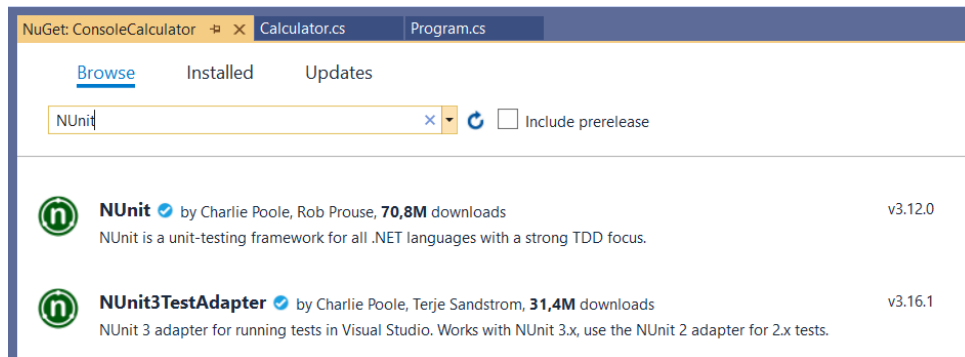 NuGet: ConsoleCalculator Calculator.cs Program.cs
Browse Installed Updates
NUnit Include prerelease
NUnit by Charlie Poole, Rob Prouse, 70,8M downloads v3.12.0
NUnit is a unit-testing framework for all .NET languages with a strong TDD focus.
NUnit3TestAdapter by Charlie Poole, Terje Sandstrom, 31,4M downloads v3.16.1
NUnit 3 adapter for running tests in Visual Studio. Works with NUnit 3.x, use the NUnit 2 adapter for 2.x tests.